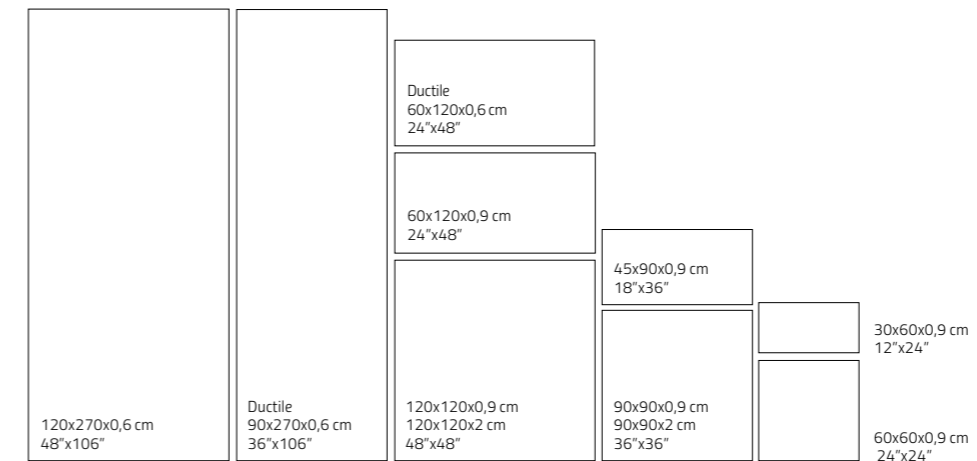 120x270x0,6 cm
48"x106"
Ductile
90x270x0,6 cm
36"x106"
Ductile
60x120x0,6 cm
24"x48"
60x120x0,9 cm
24"x48"
120x120x0,9 cm
120x120x2 cm
48"x48"
45x90x0,9 cm
18"x36"
90x90x0,9 cm
90x90x2 cm
36"x36"
30x60x0,9 cm
12"x24"
60x60x0,9 cm
24"x24"